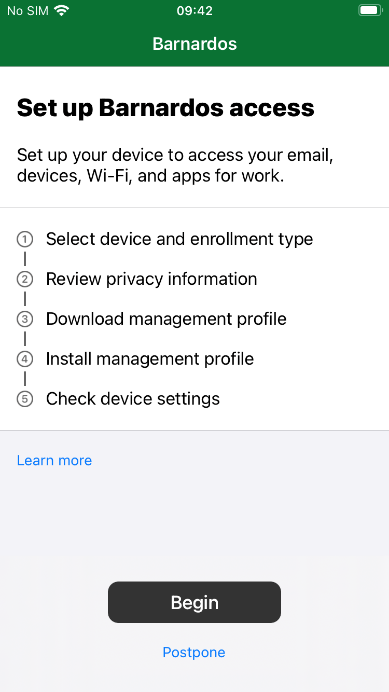 No SIM 09:42
Barnardos
Set up Barnardos access
Set up your device to access your email,
devices, Wi-Fi, and apps for work.
1 Select device and enrollment type
2 Review privacy information
3 Download management profile
4 Install management profile
5 Check device settings
Learn more
Begin
Postpone